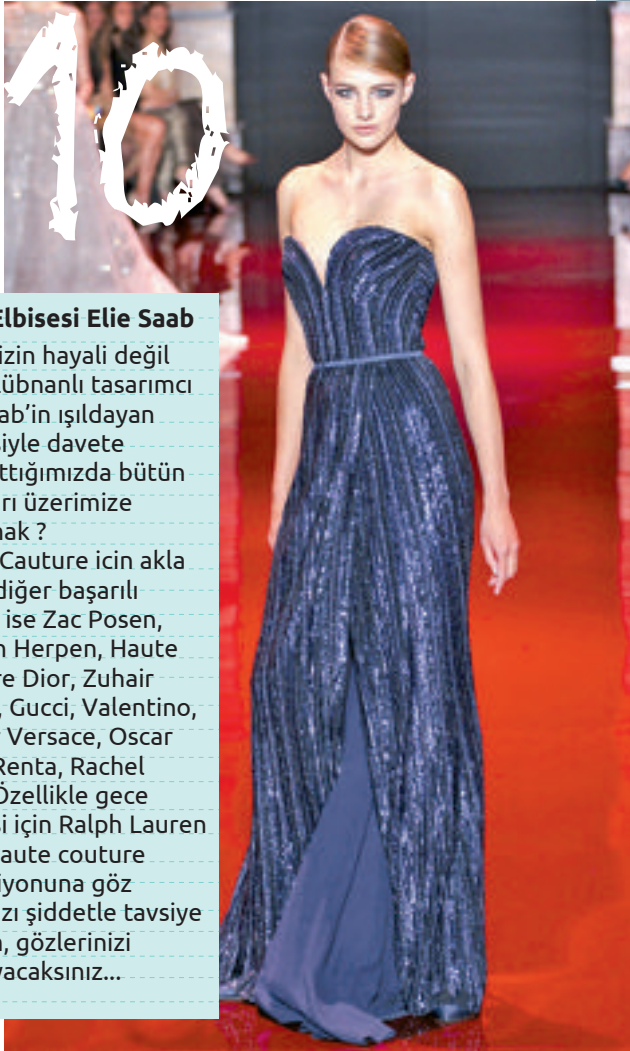 10
Elbisesi Elie Saab
izin hayali değil
übnanlı tasarımcı
ab’in ışıldayan
iyle davete
ttığımızda bütün
rı üzerimize
ak ?
Cauture icin akla
diğer başarılı
ise Zac Posen,
n Herpen, Haute
re Dior, Zuhair
, Gucci, Valentino,
Versace, Oscar
Renta, Rachel
Özellikle gece
si için Ralph Lauren
aute couture
iyonuna göz
zı şiddetle tavsiye
, gözlerinizi
yacaksınız...